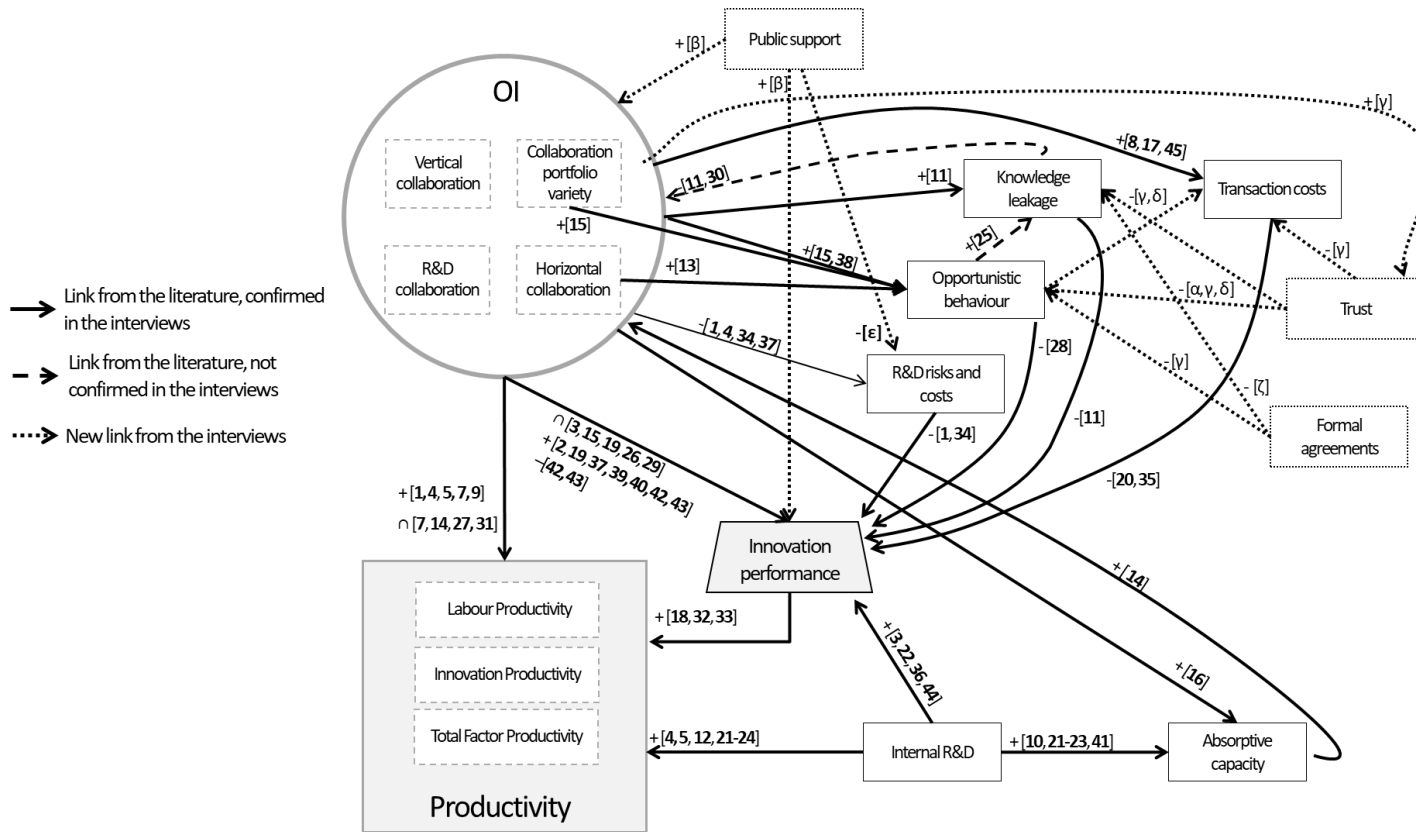 Public support
+[β]
OI
+[β]
+[γ]
Vertical
collaboration
Collaboration
portfolio
variety
+[8, 17, 45]
-[11, 30]
+[11]
Knowledge
leakage
-[γ, δ]
Transaction costs
+[15]
+[25]
-[γ]
R&D
collaboration
Horizontal
collaboration
+[13]
+[15, 38]
Opportunistic
behaviour
-[α, γ, δ]
Trust
Link from the literature, confirmed
in the interviews
-[1, 4, 34, 37]
-[ε]
-[28]
-[γ]
Link from the literature, not
confirmed in the interviews
R&D risks and
costs
-[ζ]
-[11]
Formal
agreements
New link from the interviews
-[1, 34]
∩ [3, 15, 19, 26, 29]
+[2, 19, 37, 39, 40, 42, 43]
–[42, 43]
-[20, 35]
+[1, 4, 5, 7, 9]
∩ [7, 14, 27, 31]
Innovation
performance
+[14]
Labour Productivity
+[18, 32, 33]
+[3, 22, 36, 44]
Innovation Productivity
+[16]
Total Factor Productivity
+[4, 5, 12, 21-24]
Internal R&D
+[10, 21-23, 41]
Absorptive
capacity
Productivity